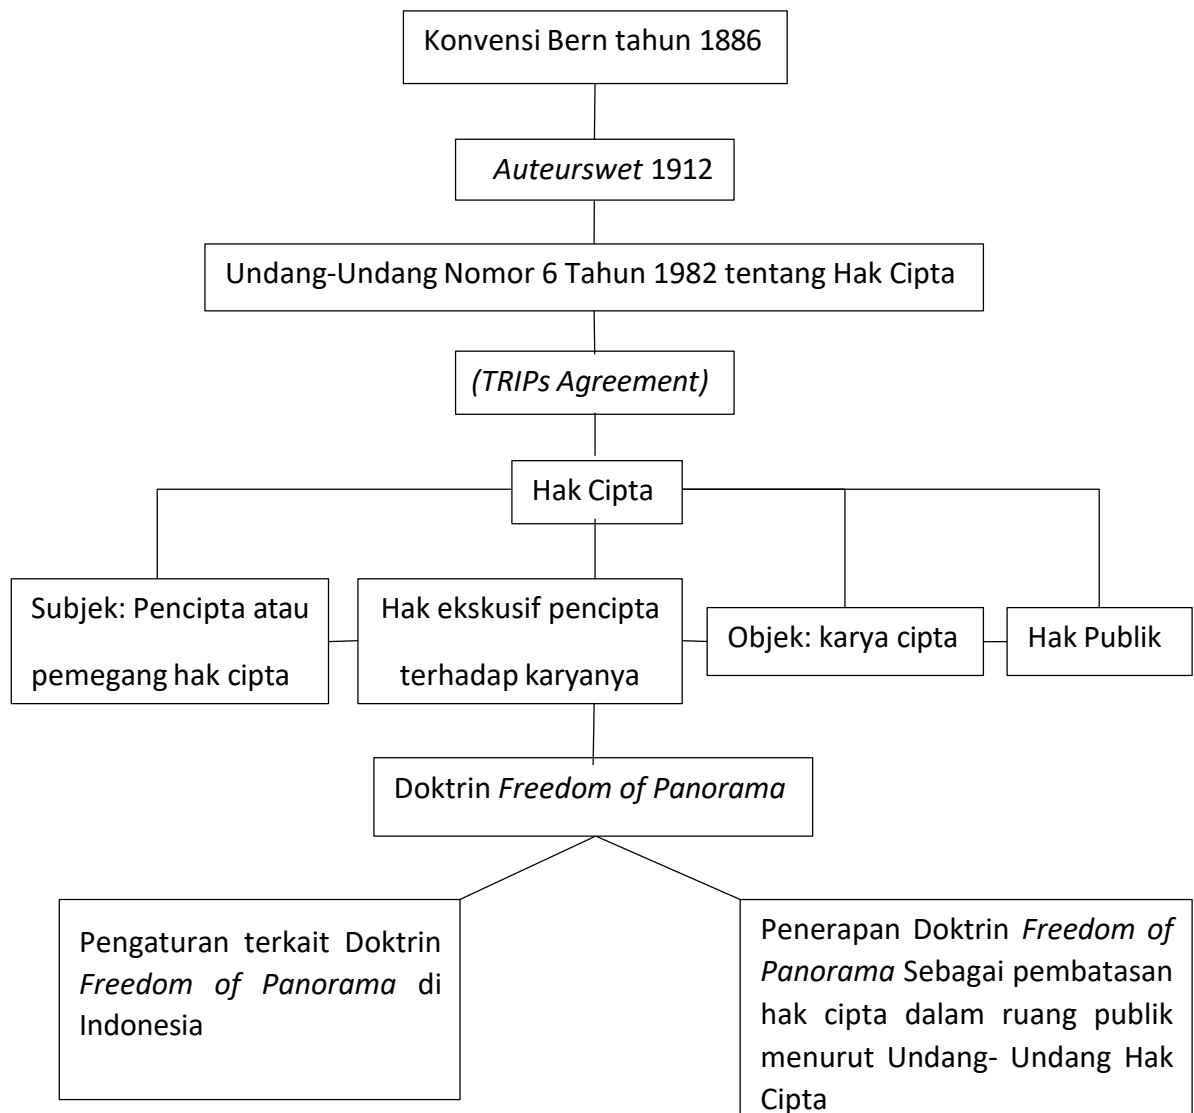 Konvensi Bern tahun 1886
Auteurswet 1912
Undang-Undang Nomor 6 Tahun 1982 tentang Hak Cipta
(TRIPs Agreement)
Hak Cipta
Subjek: Pencipta atau
pemegang hak cipta
Hak ekskusif pencipta
terhadap karyanya
Objek: karya cipta
Hak Publik
Doktrin Freedom of Panorama
Pengaturan terkait Doktrin
Freedom of Panorama di
Indonesia
Penerapan Doktrin Freedom of
Panorama Sebagai pembatasan
hak cipta dalam ruang publik
menurut Undang- Undang Hak
Cipta